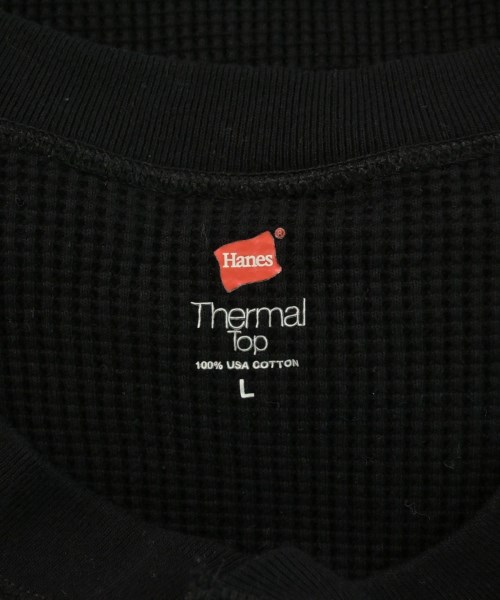 Hanes®
Thermal
Top
100% USA COTTON
L